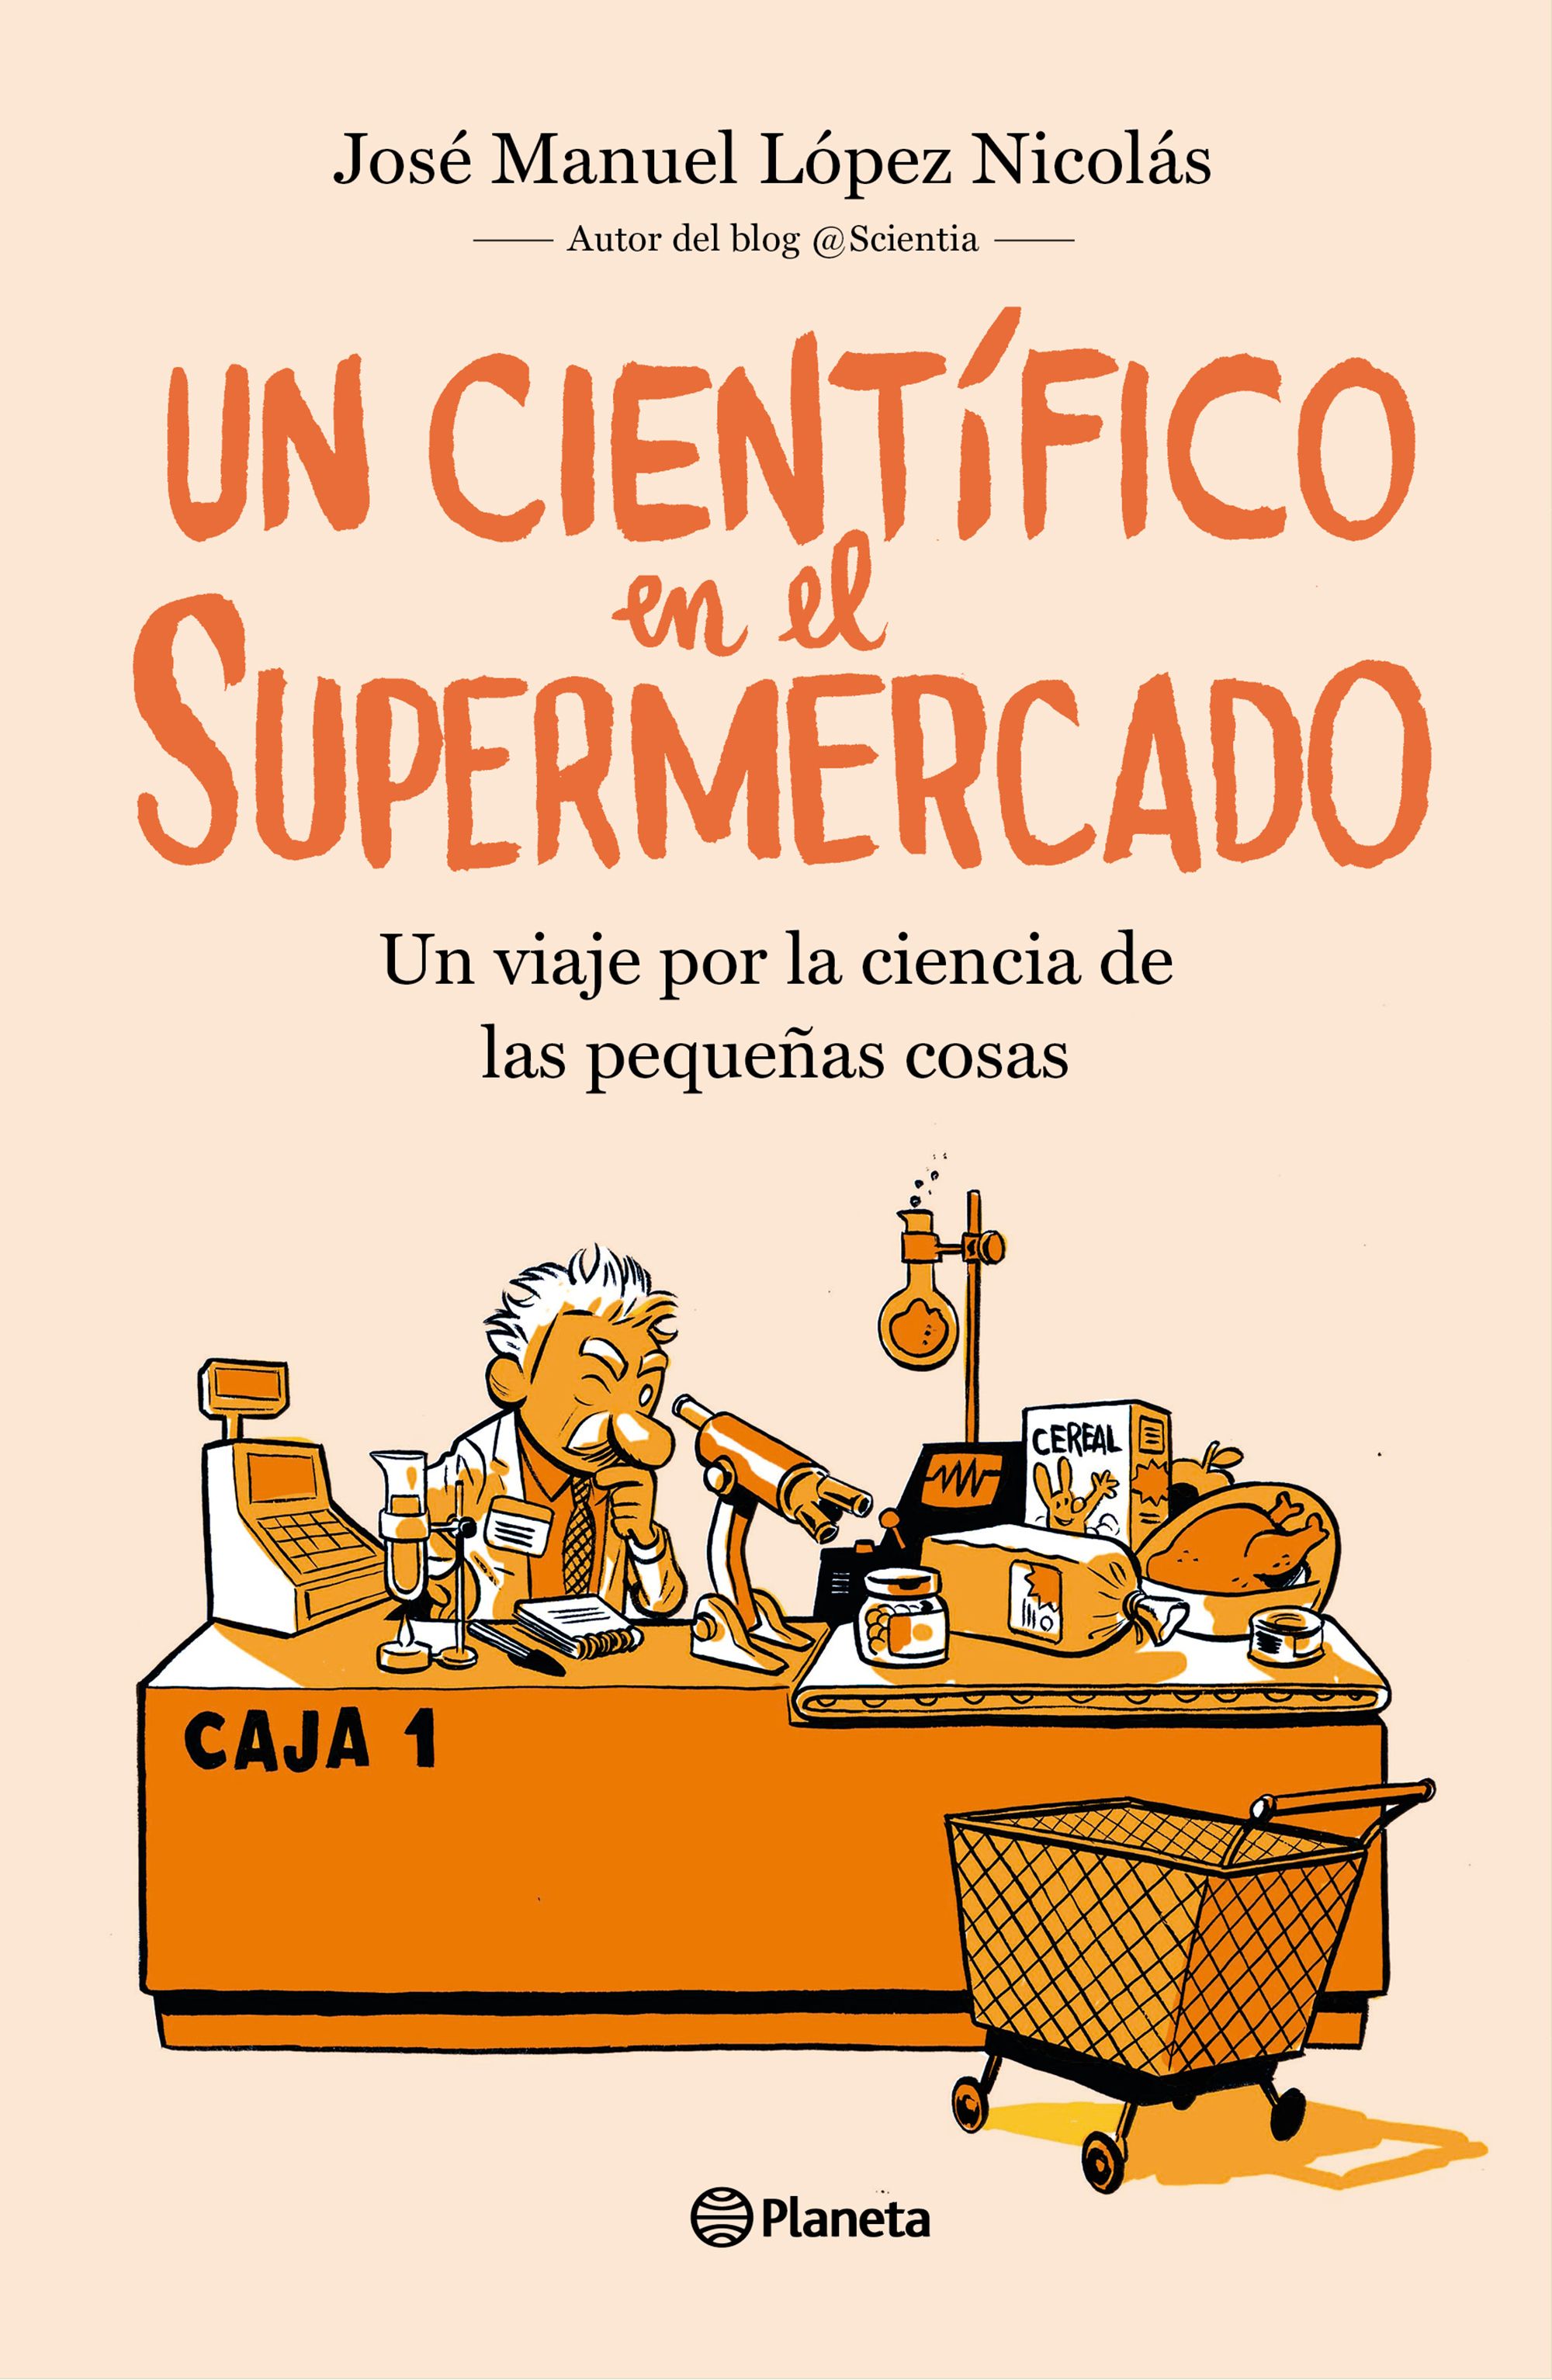 José Manuel López Nicolás
Autor del blog @Scientia
UN CIENTÍFICO
en el
SUPERMERCADO
Un viaje por la ciencia de
las pequeñas cosas
CEREAL
CAJA 1
Planeta